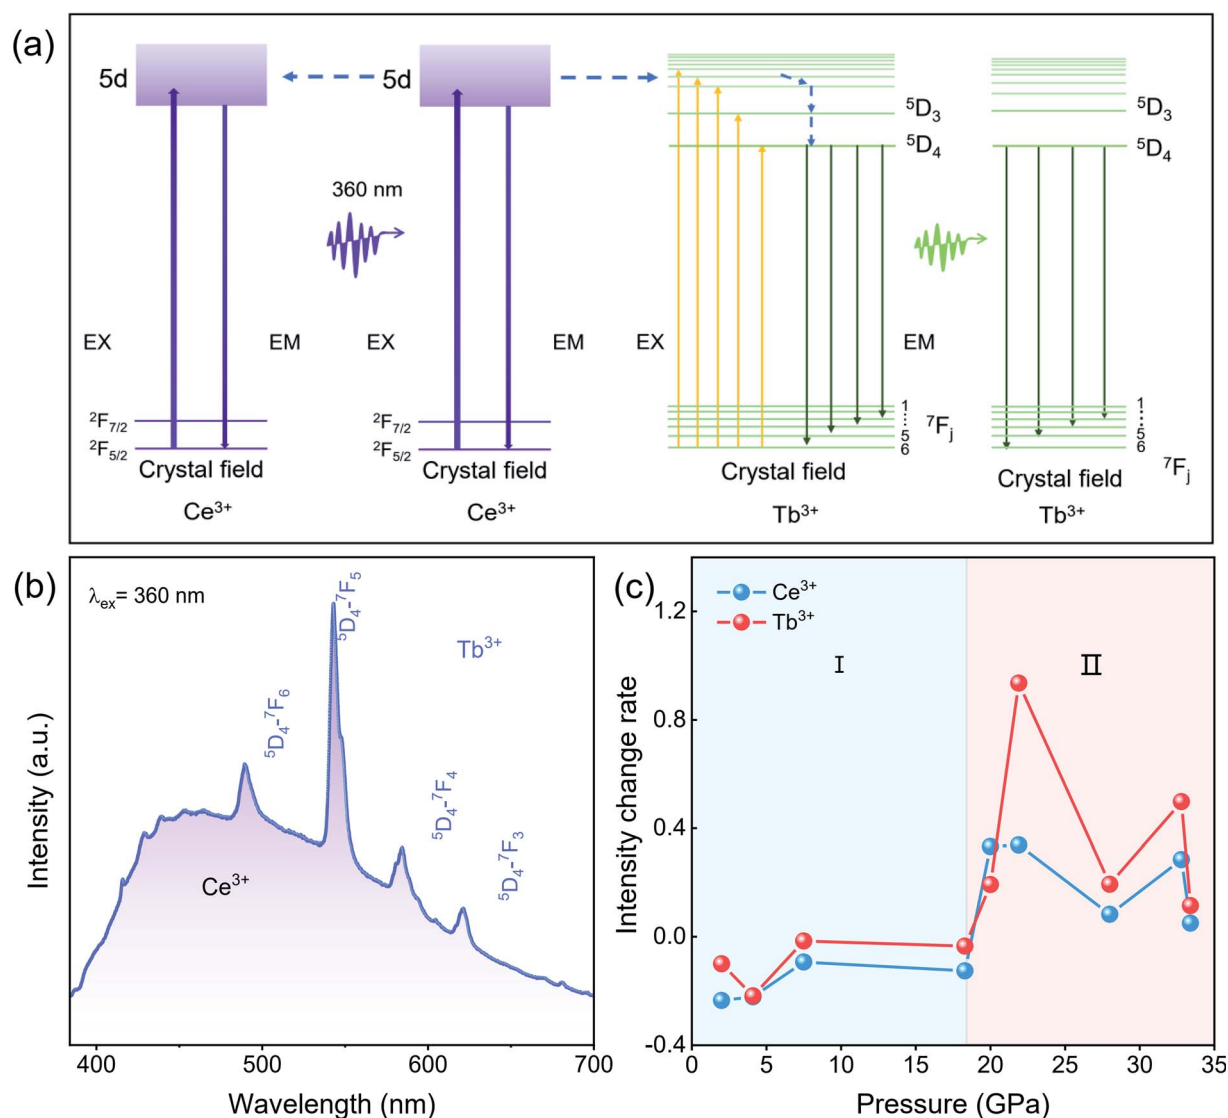 (a)
5d
5d
⁵D₃
⁵D₄
⁵D₃
⁵D₄
360 nm
EX
EM
EX
EM
EX
EM
²F₇/₂
²F₅/₂
²F₇/₂
²F₅/₂
1
5
6
⁷Fⱼ
1
5
6
⁷Fⱼ
Crystal field
Crystal field
Crystal field
Crystal field
Ce³⁺
Ce³⁺
Tb³⁺
Tb³⁺
(b)
λₑₓ= 360 nm
⁵D₄-⁷F₆
⁵D₄-⁷F₅
Tb³⁺
⁵D₄-⁷F₄
⁵D₄-⁷F₃
Ce³⁺
Intensity (a.u.)
400 500 600 700
Wavelength (nm)
(c)
Ce³⁺
Tb³⁺
I
II
Intensity change rate
1.2
0.8
0.4
0.0
-0.4
0 5 10 15 20 25 30 35
Pressure (GPa)